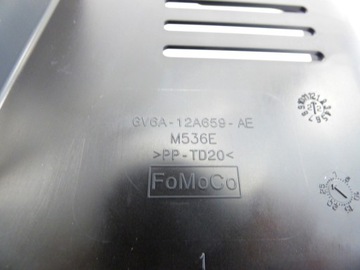 GV6A-12A659-AE
M536E
>PP-TD20<
FoMoCo
1